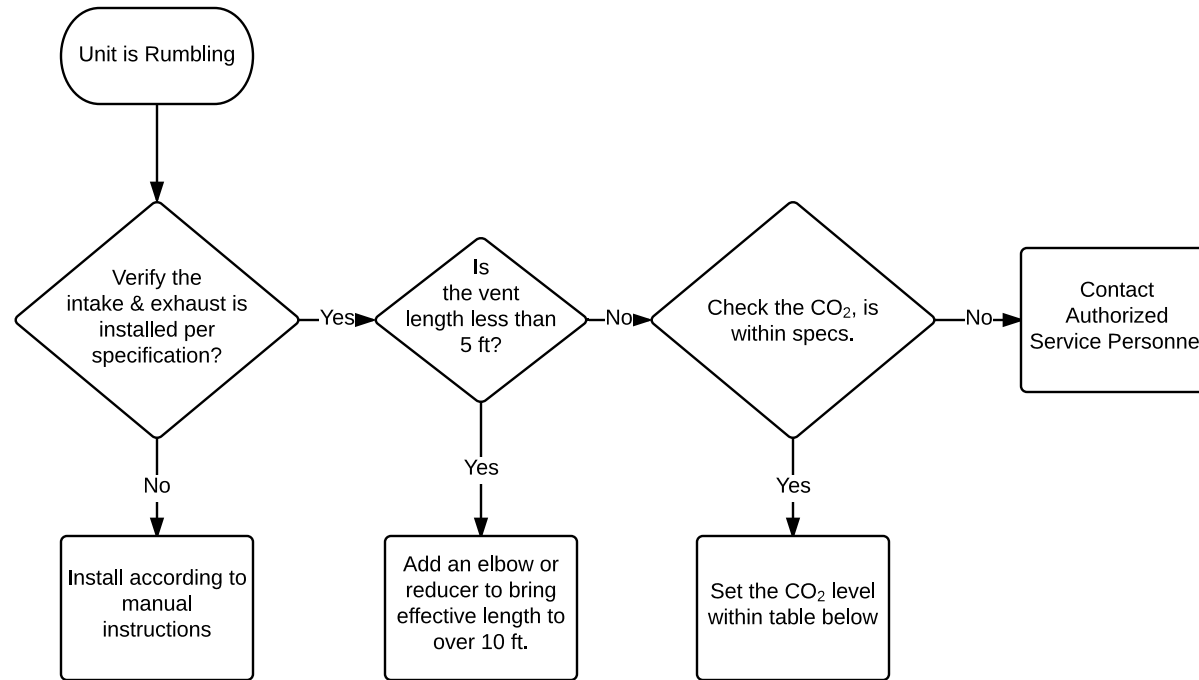 Unit is Rumbling
Verify the
intake & exhaust is
installed per
specification?
Yes
Is
the vent
length less than
5 ft?
No
Check the CO₂, is
within specs.
No
Contact
Authorized
Service Personnel
No
Yes
Yes
Install according to
manual
instructions
Add an elbow or
reducer to bring
effective length to
over 10 ft.
Set the CO₂ level
within table below